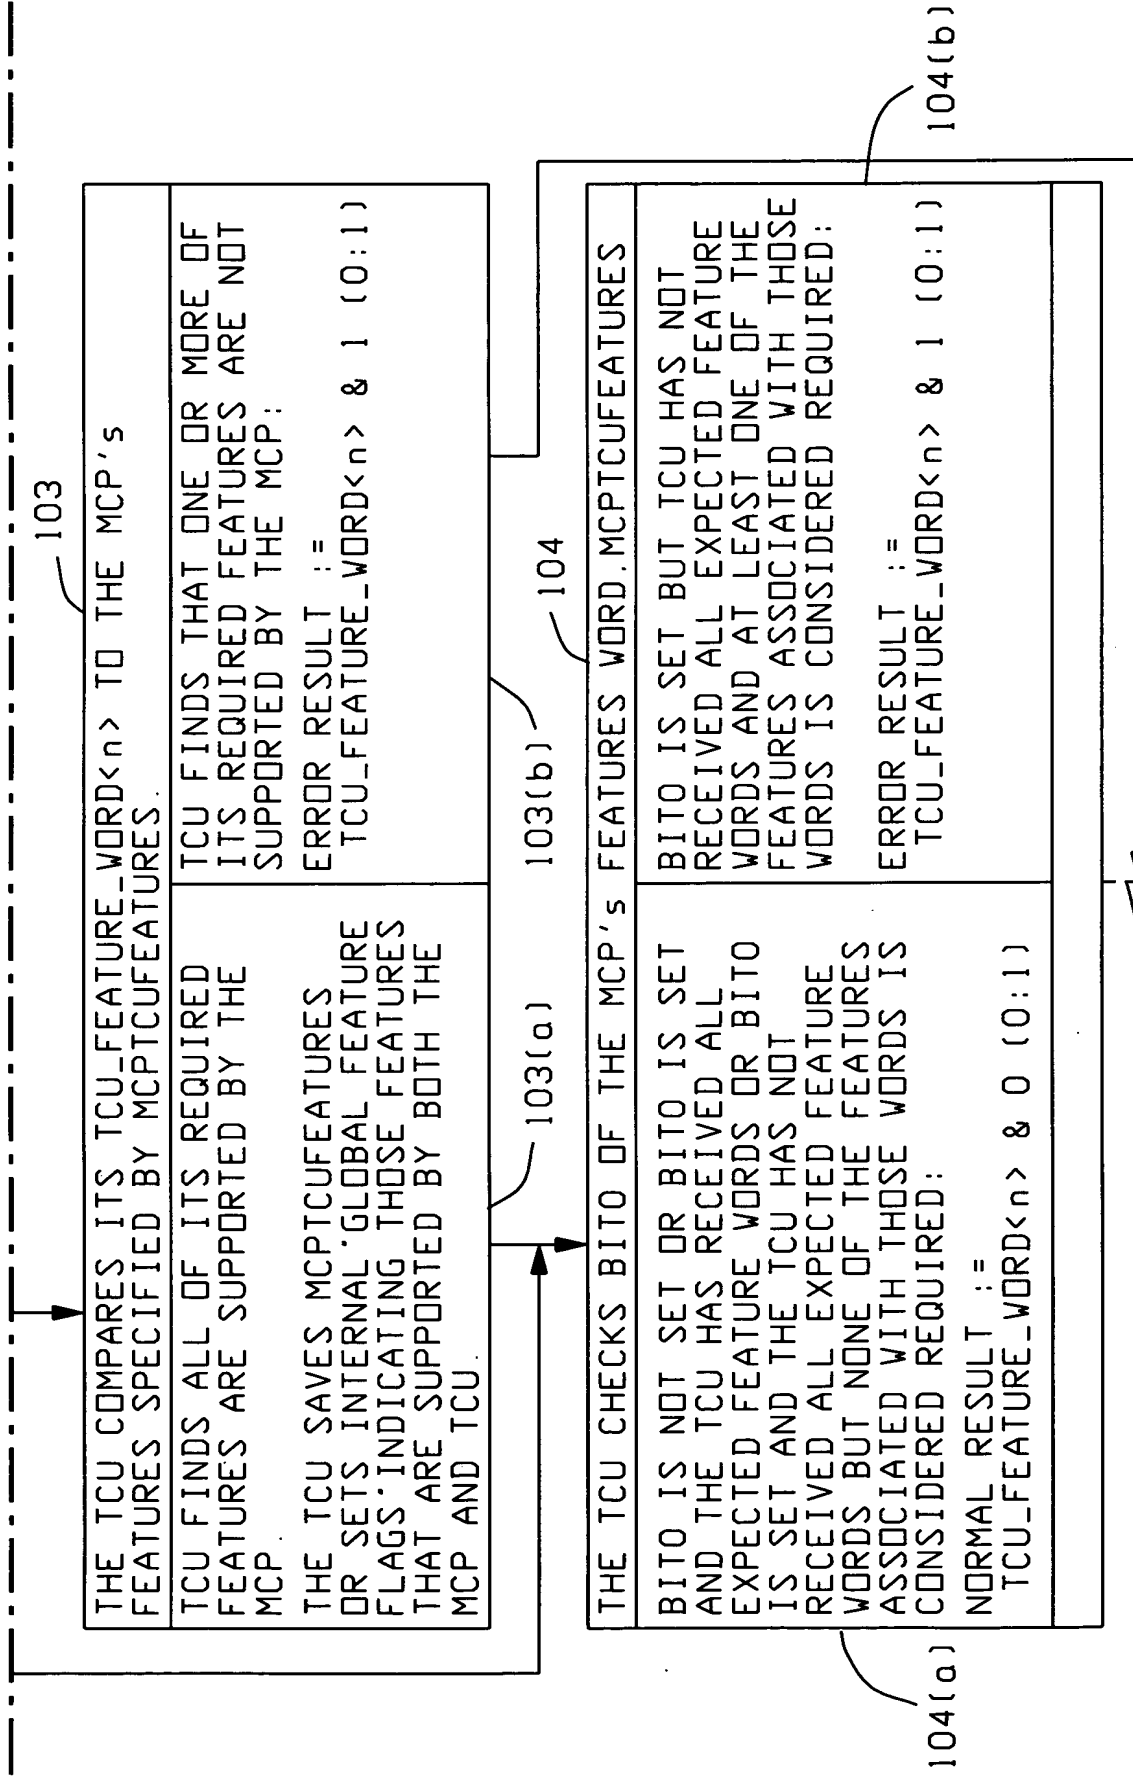 103
THE TCU COMPARES ITS TCU_FEATURE_WORD<n> TO THE MCP's
FEATURES SPECIFIED BY MCPTCUFEATURES.
TCU FINDS ALL OF ITS REQUIRED
FEATURES ARE SUPPORTED BY THE
MCP.
THE TCU SAVES MCPTCUFEATURES
OR SETS INTERNAL 'GLOBAL FEATURE
FLAGS' INDICATING THOSE FEATURES
THAT ARE SUPPORTED BY BOTH THE
MCP AND TCU.
TCU FINDS THAT ONE OR MORE OF
ITS REQUIRED FEATURES ARE NOT
SUPPORTED BY THE MCP:
ERROR RESULT :=
TCU_FEATURE_WORD<n> & 1 (0:1)
103(a)
103(b)
104
THE TCU CHECKS BIT0 OF THE MCP's FEATURES WORD.MCPTCUFEATURES
BIT0 IS NOT SET OR BIT0 IS SET
AND THE TCU HAS RECEIVED ALL
EXPECTED FEATURE WORDS OR BIT0
IS SET AND THE TCU HAS NOT
RECEIVED ALL EXPECTED FEATURE
WORDS BUT NONE OF THE FEATURES
ASSOCIATED WITH THOSE WORDS IS
CONSIDERED REQUIRED:
NORMAL RESULT :=
TCU_FEATURE_WORD<n> & 0 (0:1)
BIT0 IS SET BUT TCU HAS NOT
RECEIVED ALL EXPECTED FEATURE
WORDS AND AT LEAST ONE OF THE
FEATURES ASSOCIATED WITH THOSE
WORDS IS CONSIDERED REQUIRED:
ERROR RESULT :=
TCU_FEATURE_WORD<n> & 1 (0:1)
104(a)
104(b)